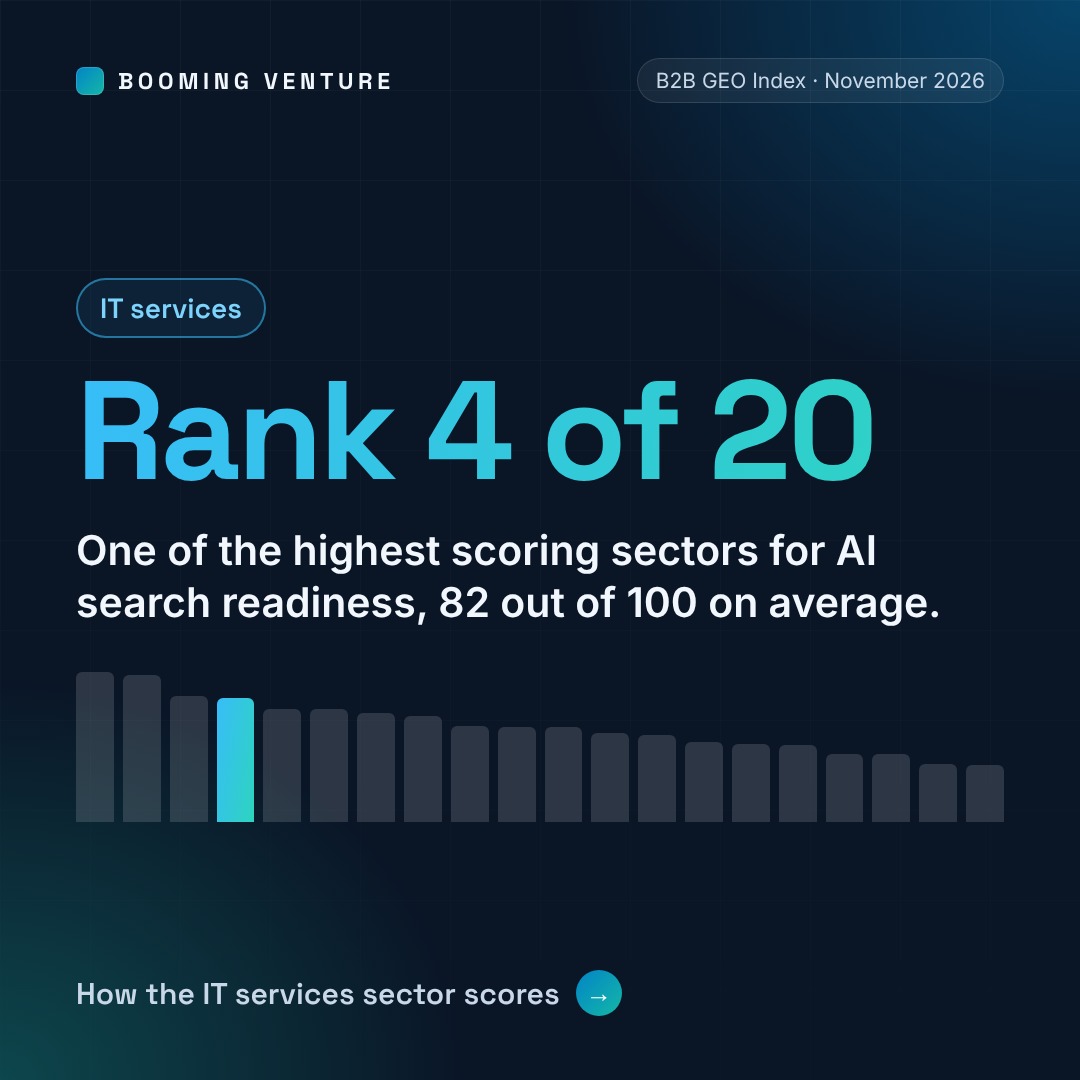 BOOMING VENTURE
B2B GEO Index · November 2026
IT services
Rank 4 of 20
One of the highest scoring sectors for AI
search readiness, 82 out of 100 on average.
How the IT services sector scores →